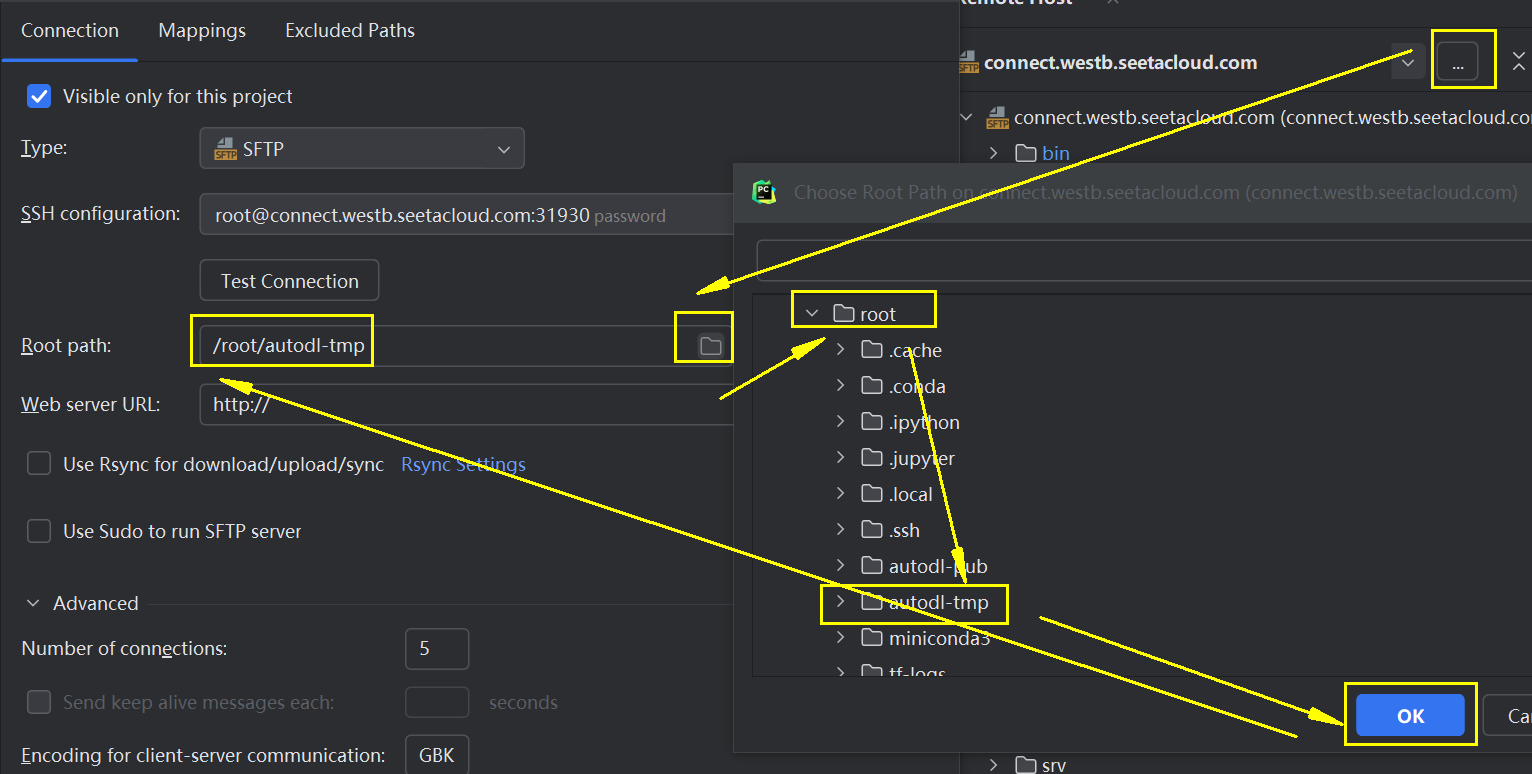 Remote Host
Connection
Mappings
Excluded Paths
connect.westb.seetacloud.com
...
Visible only for this project
SFTP
connect.westb.seetacloud.com (connect.westb.seetacloud.co
bin
Type:
SFTP
SSH configuration:
root@connect.westb.seetacloud.com:31930 password
Test Connection
Root path:
/root/autodl-tmp
Web server URL:
http://
Use Rsync for download/upload/sync
Rsync Settings
Use Sudo to run SFTP server
Advanced
Number of connections:
5
Send keep alive messages each:
seconds
Encoding for client-server communication:
GBK
PC
Choose Root Path on connect.westb.seetacloud.com (connect.westb.seetacloud.com)
root
.cache
.conda
.ipython
.jupyter
.local
.ssh
autodl-pub
autodl-tmp
miniconda3
tf-logs
OK
Ca
srv